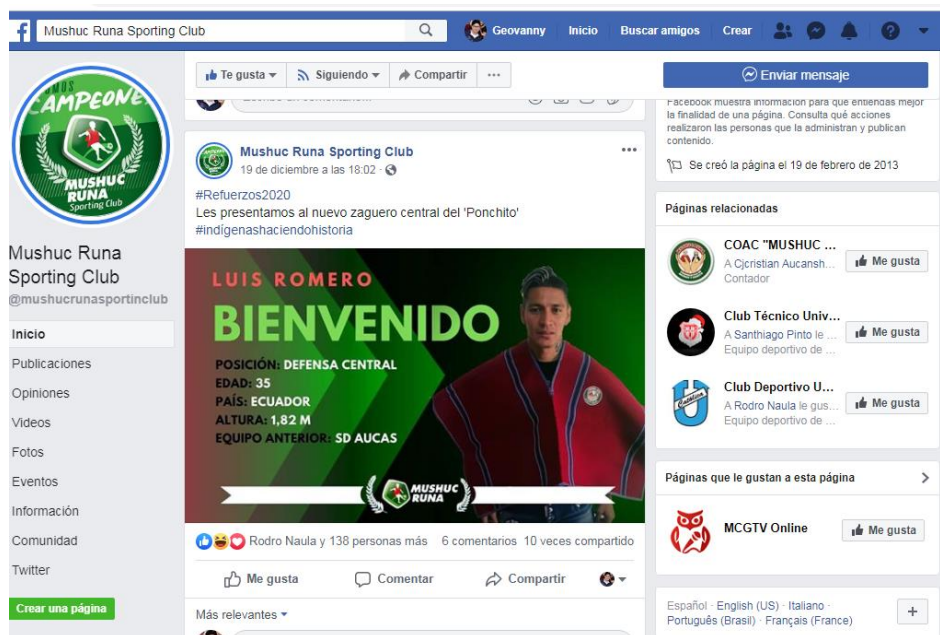 Mushuc Runa Sporting Club
Geovanny
Inicio
Buscar amigos
Crear
SOMOS
CAMPEONES
MUSHUC
RUNA
Sporting Club
Mushuc Runa
Sporting Club
@mushucrunasportinclub
Inicio
Publicaciones
Opiniones
Videos
Fotos
Eventos
Información
Comunidad
Twitter
Crear una página
Te gusta
Siguiendo
Compartir
Mushuc Runa Sporting Club
19 de diciembre a las 18:02 ·
#Refuerzos2020
Les presentamos al nuevo zaguero central del 'Ponchito'
#indígenashaciendohistoria
LUIS ROMERO
BIENVENIDO
POSICIÓN: DEFENSA CENTRAL
EDAD: 35
PAÍS: ECUADOR
ALTURA: 1,82 M
EQUIPO ANTERIOR: SD AUCAS
MUSHUC
RUNA
Rodro Naula y 138 personas más 6 comentarios 10 veces compartido
Me gusta
Comentar
Compartir
Más relevantes
Enviar mensaje
Facebook muestra información para que entiendas mejor
la finalidad de una página. Consulta qué acciones
realizaron las personas que la administran y publican
contenido.
Se creó la página el 19 de febrero de 2013
Páginas relacionadas
COAC "MUSHUC ...
A Cjcristian Aucansh...
Contador
Me gusta
Club Técnico Univ...
A Santhiago Pinto le ...
Equipo deportivo de ...
Me gusta
Club Deportivo U...
A Rodro Naula le gus...
Equipo deportivo de ...
Me gusta
Católica
Páginas que le gustan a esta página
MCGTV Online
Me gusta
Español · English (US) · Italiano ·
Português (Brasil) · Français (France)